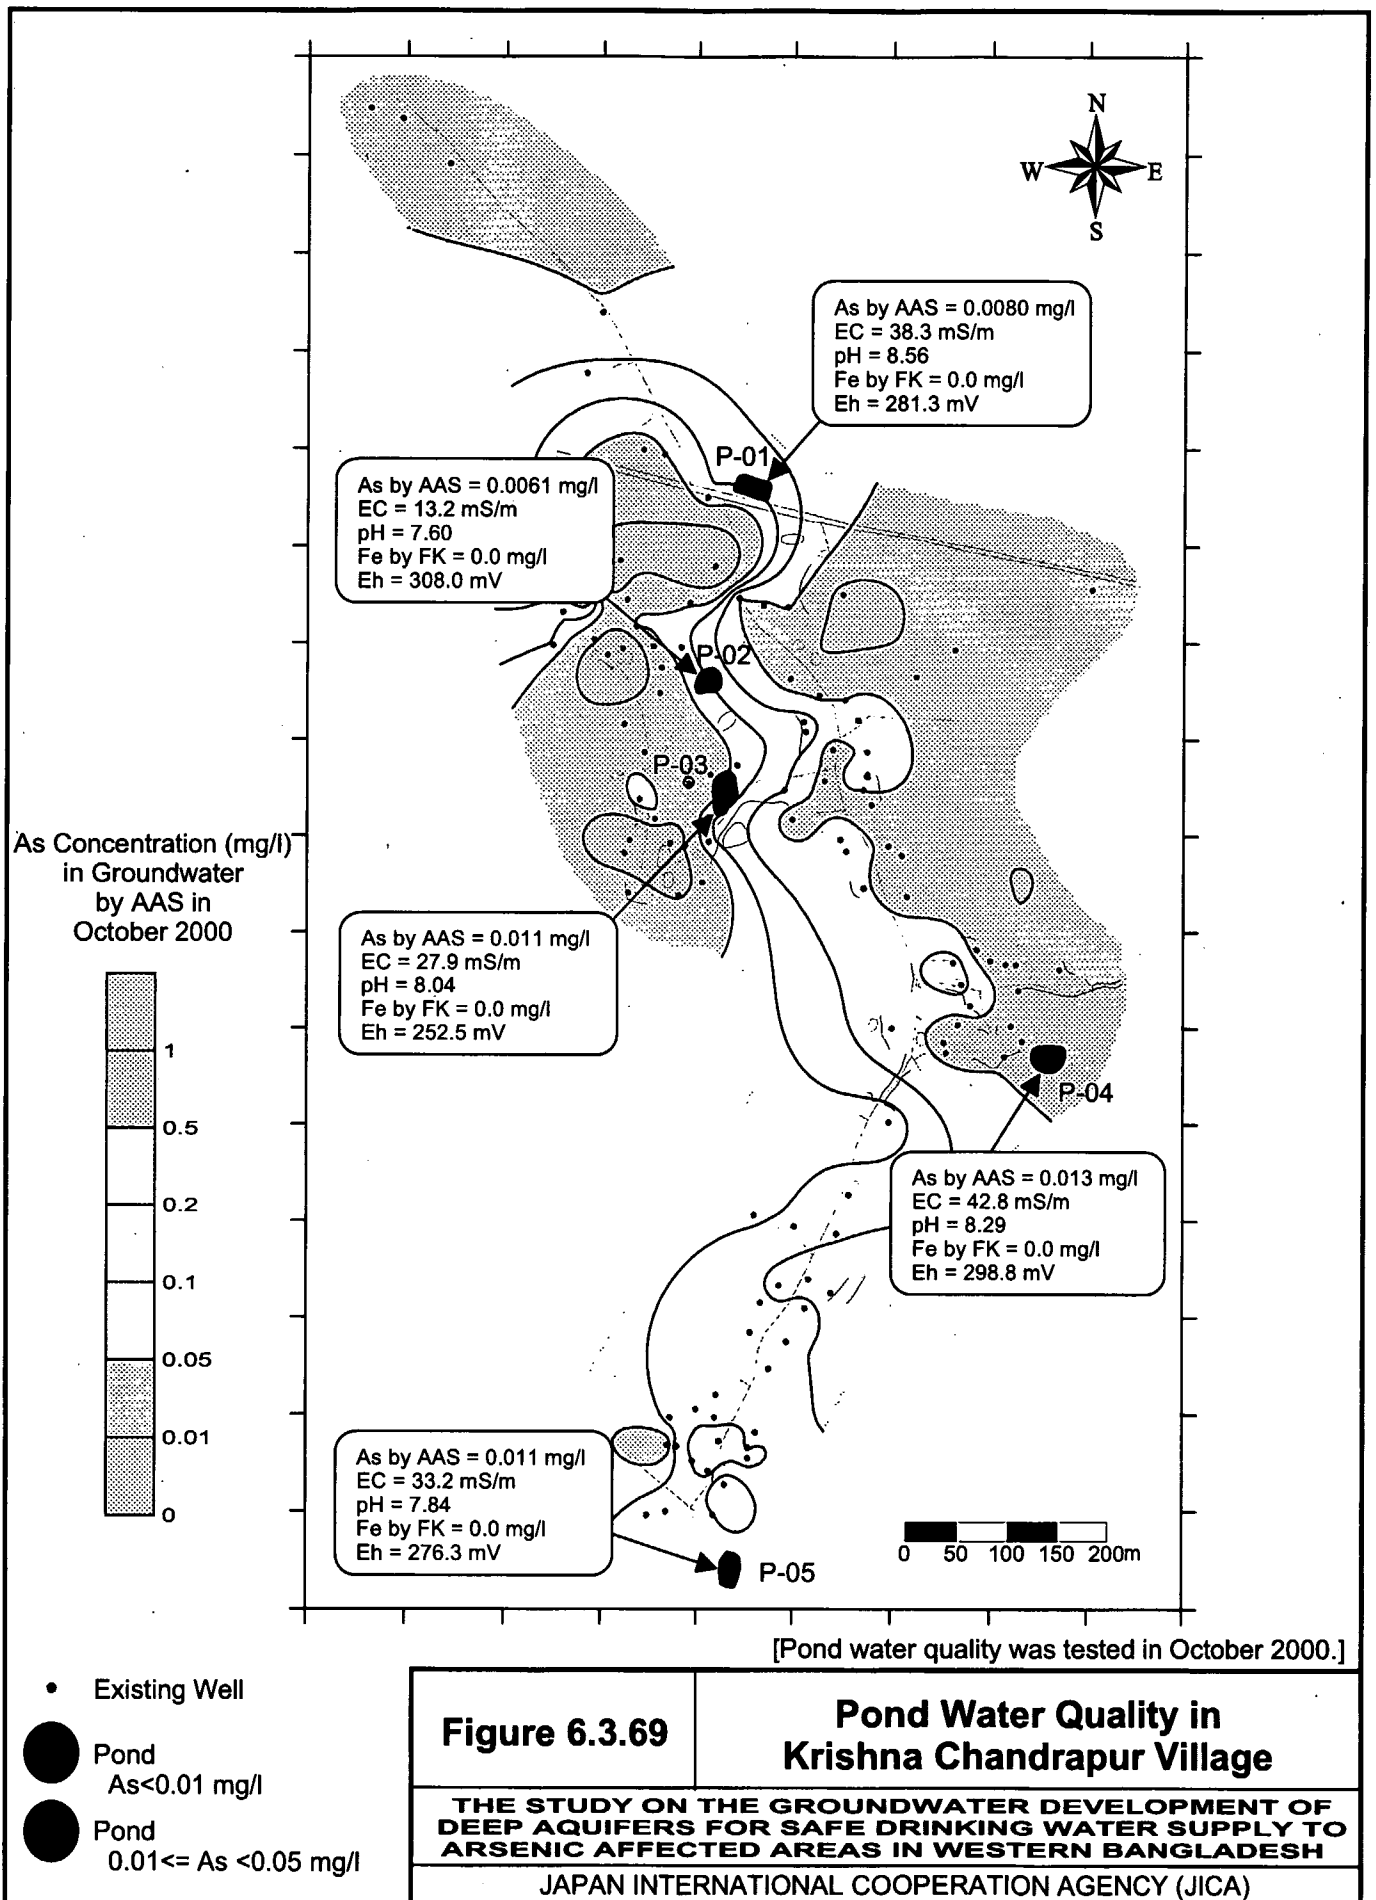 N
W
E
S
As by AAS = 0.0080 mg/l
EC = 38.3 mS/m
pH = 8.56
Fe by FK = 0.0 mg/l
Eh = 281.3 mV
P-01
As by AAS = 0.0061 mg/l
EC = 13.2 mS/m
pH = 7.60
Fe by FK = 0.0 mg/l
Eh = 308.0 mV
P-02
P-03
As Concentration (mg/l)
in Groundwater
by AAS in
October 2000
1
0.5
0.2
0.1
0.05
0.01
0
As by AAS = 0.011 mg/l
EC = 27.9 mS/m
pH = 8.04
Fe by FK = 0.0 mg/l
Eh = 252.5 mV
P-04
As by AAS = 0.013 mg/l
EC = 42.8 mS/m
pH = 8.29
Fe by FK = 0.0 mg/l
Eh = 298.8 mV
As by AAS = 0.011 mg/l
EC = 33.2 mS/m
pH = 7.84
Fe by FK = 0.0 mg/l
Eh = 276.3 mV
P-05
0 50 100 150 200m
[Pond water quality was tested in October 2000.]
Existing Well
Pond
As<0.01 mg/l
Pond
0.01<= As <0.05 mg/l
Figure 6.3.69
Pond Water Quality in
Krishna Chandrapur Village
THE STUDY ON THE GROUNDWATER DEVELOPMENT OF
DEEP AQUIFERS FOR SAFE DRINKING WATER SUPPLY TO
ARSENIC AFFECTED AREAS IN WESTERN BANGLADESH
JAPAN INTERNATIONAL COOPERATION AGENCY (JICA)